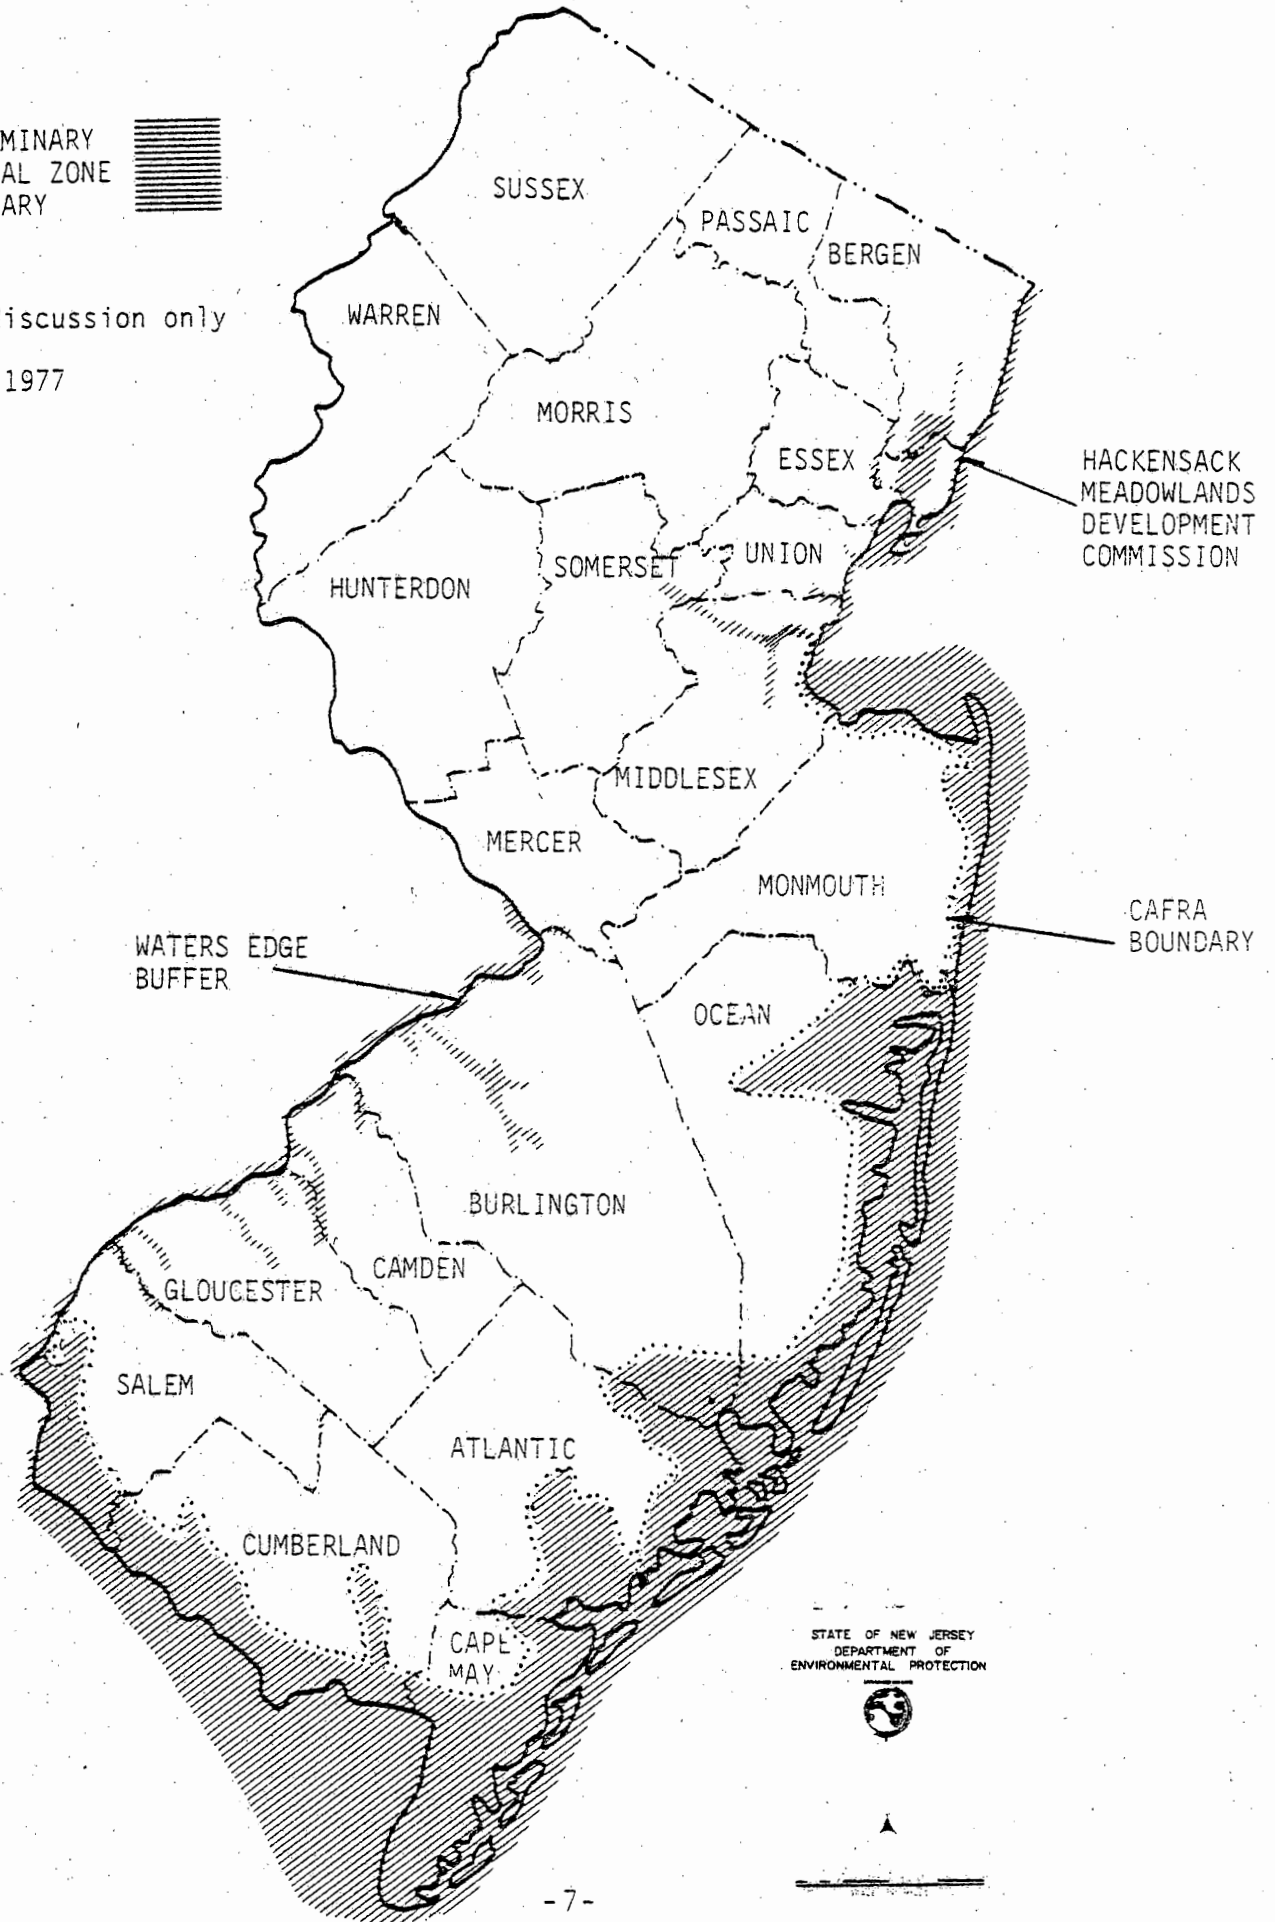 MINARY
AL ZONE
ARY
iscussion only
1977
SUSSEX
PASSAIC
BERGEN
WARREN
MORRIS
ESSEX
HACKENSACK
MEADOWLANDS
DEVELOPMENT
COMMISSION
UNION
SOMERSET
HUNTERDON
MIDDLESEX
MERCER
MONMOUTH
CAFRA
BOUNDARY
WATERS EDGE
BUFFER
OCEAN
BURLINGTON
CAMDEN
GLOUCESTER
SALEM
ATLANTIC
CUMBERLAND
CAPE
MAY
STATE OF NEW JERSEY
DEPARTMENT OF
ENVIRONMENTAL PROTECTION
-7-